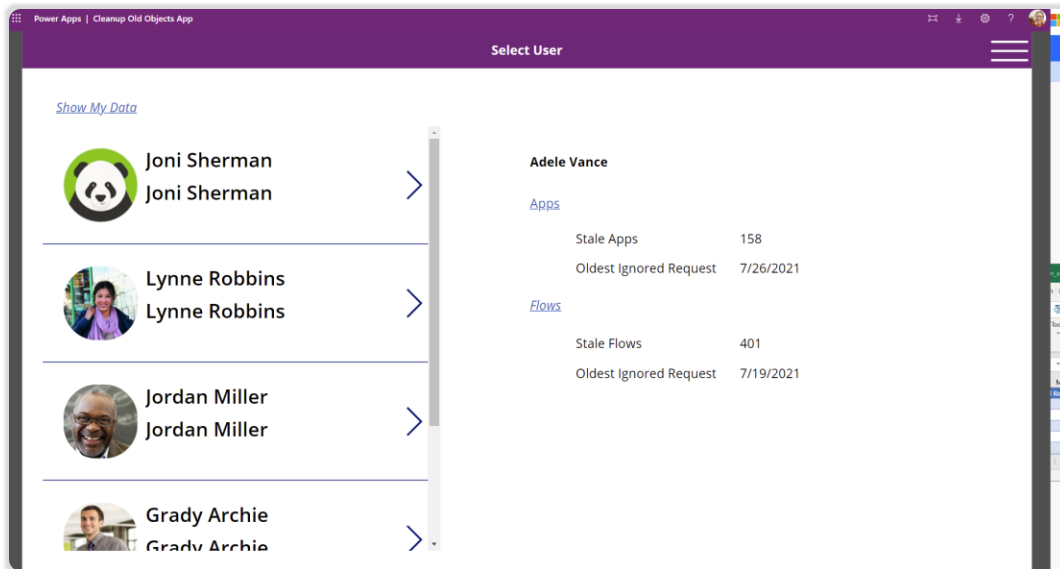 Power Apps | Cleanup Old Objects App
?
Select User
Show My Data
Joni Sherman
Joni Sherman
Lynne Robbins
Lynne Robbins
Jordan Miller
Jordan Miller
Grady Archie
Grady Archie
Adele Vance
Apps
Stale Apps 158
Oldest Ignored Request 7/26/2021
Flows
Stale Flows 401
Oldest Ignored Request 7/19/2021